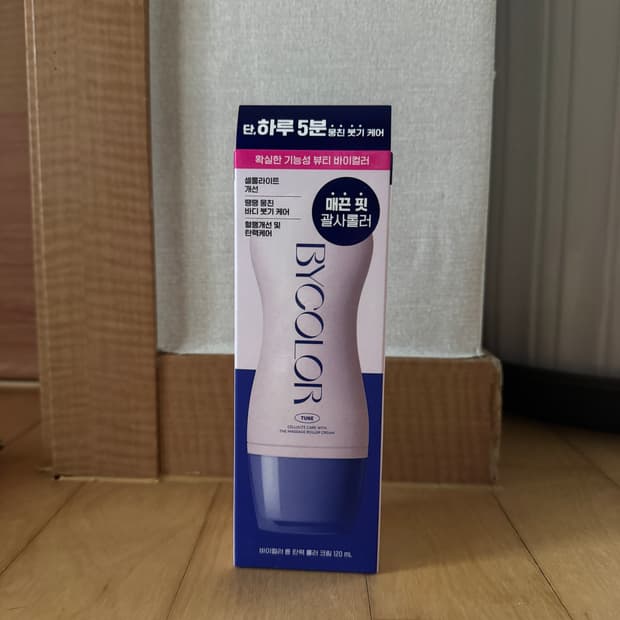 단, 하루 5분 뭉친 붓기 케어
확실한 기능성 뷰티 바이컬러
셀룰라이트
개선
땡땡 뭉친
바디 붓기 케어
혈행개선 및
탄력케어
매끈 핏
괄사롤러
BYCOLOR
TUNE
CELLULITE CARE WITH
THE MASSAGE ROLLER CREAM
바이컬러 튠 탄력 롤러 크림 120 mL